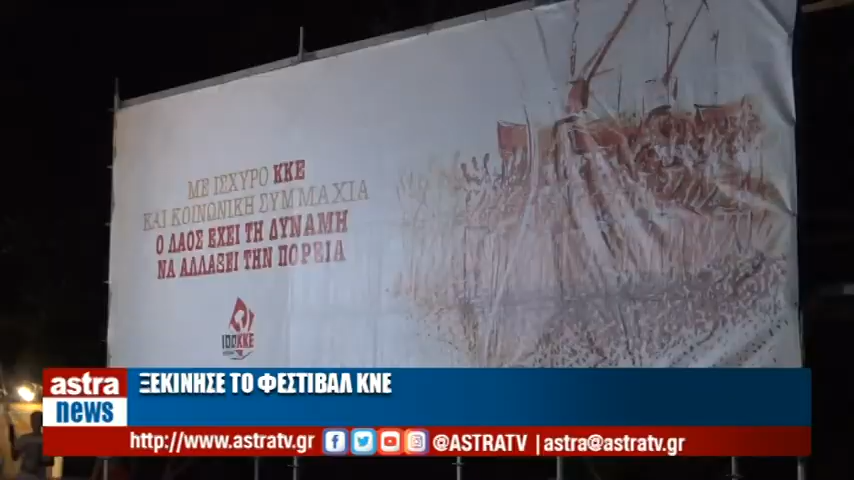 ΜΕ ΙΣΧΥΡΟ ΚΚΕ
ΚΑΙ ΚΟΙΝΩΝΙΚΗ ΣΥΜΜΑΧΙΑ
Ο ΛΑΟΣ ΕΧΕΙ ΤΗ ΔΥΝΑΜΗ
ΝΑ ΑΛΛΑΞΕΙ ΤΗΝ ΠΟΡΕΙΑ
100 ΚΚΕ
astra
news
ΞΕΚΙΝΗΣΕ ΤΟ ΦΕΣΤΙΒΑΛ ΚΝΕ
http://www.astratv.gr @ASTRATV | astra@astratv.gr